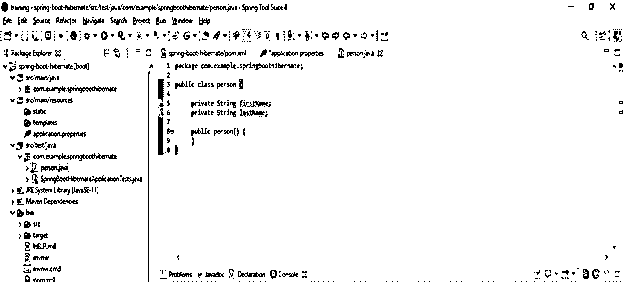 training - spring-boot-hibernate/src/test/java/com/example/springboothibernate/person.java - Spring Tool Suite 4
File Edit Source Refactor Navigate Search Project Run Window Help
Package Explorer
spring-boot-hibernate/pom.xml
application.properties
person.java
spring-boot-hibernate [boot]
src/main/java
com.example.springboothibernate
src/main/resources
static
templates
application.properties
src/test/java
com.example.springboothibernate
person.java
SpringBootHibernateApplicationTests.java
JRE System Library [JavaSE-11]
Maven Dependencies
src
target
HELP.md
mvnw
mvnw.cmd
pom.xml
1 package com.example.springboothibernate;
2
3 public class person {
4
5 private String firstName;
6 private String lastName;
7
8 public person() {
9 }
}
Problems Javadoc Declaration Console